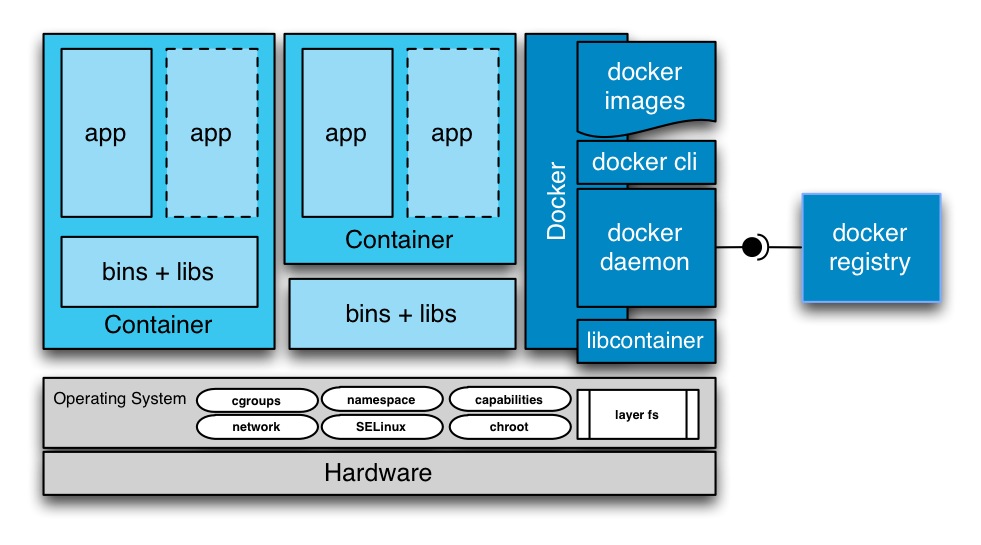 app
app
bins + libs
Container
app
app
Container
bins + libs
Docker
docker
images
docker cli
docker
daemon
libcontainer
docker
registry
Operating System
cgroups
namespace
capabilities
network
SELinux
chroot
layer fs
Hardware